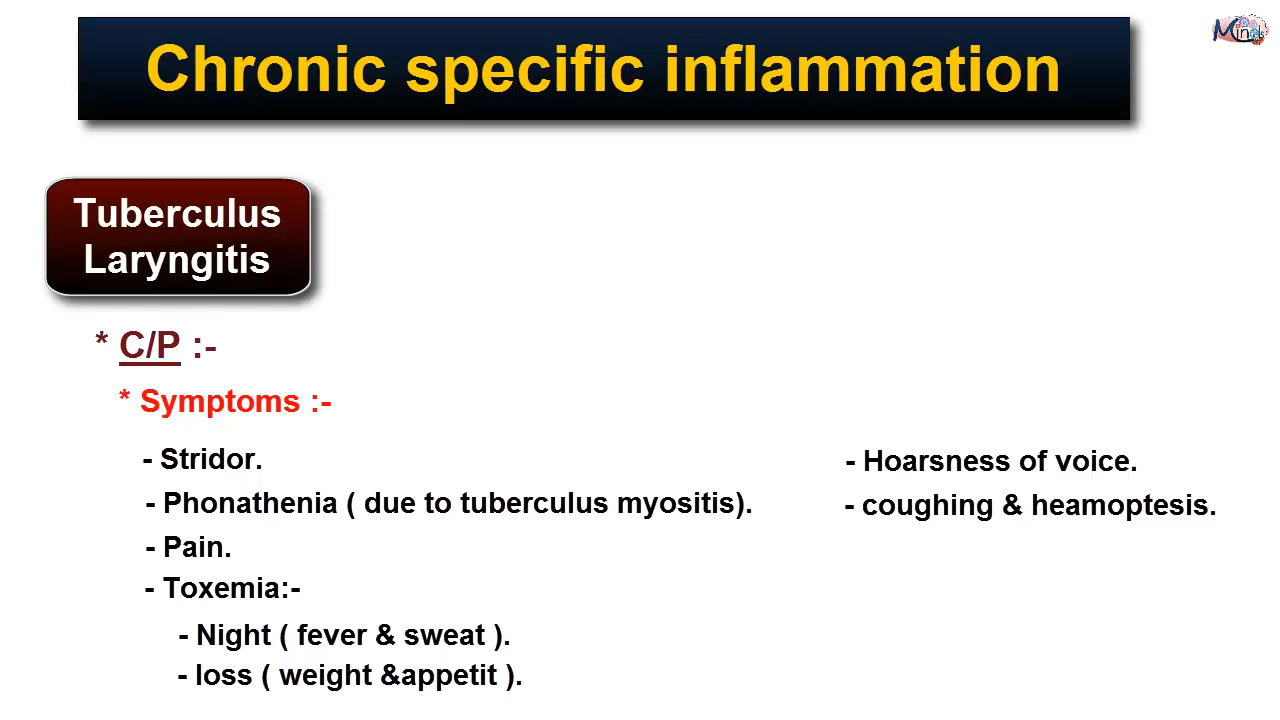 Chronic specific inflammation
Minds
Tuberculus
Laryngitis
* C/P :-
* Symptoms :-
- Stridor.
- Hoarsness of voice.
- Phonathenia ( due to tuberculus myositis).
- coughing & heamoptesis.
- Pain.
- Toxemia:-
- Night ( fever & sweat ).
- loss ( weight &appetit ).